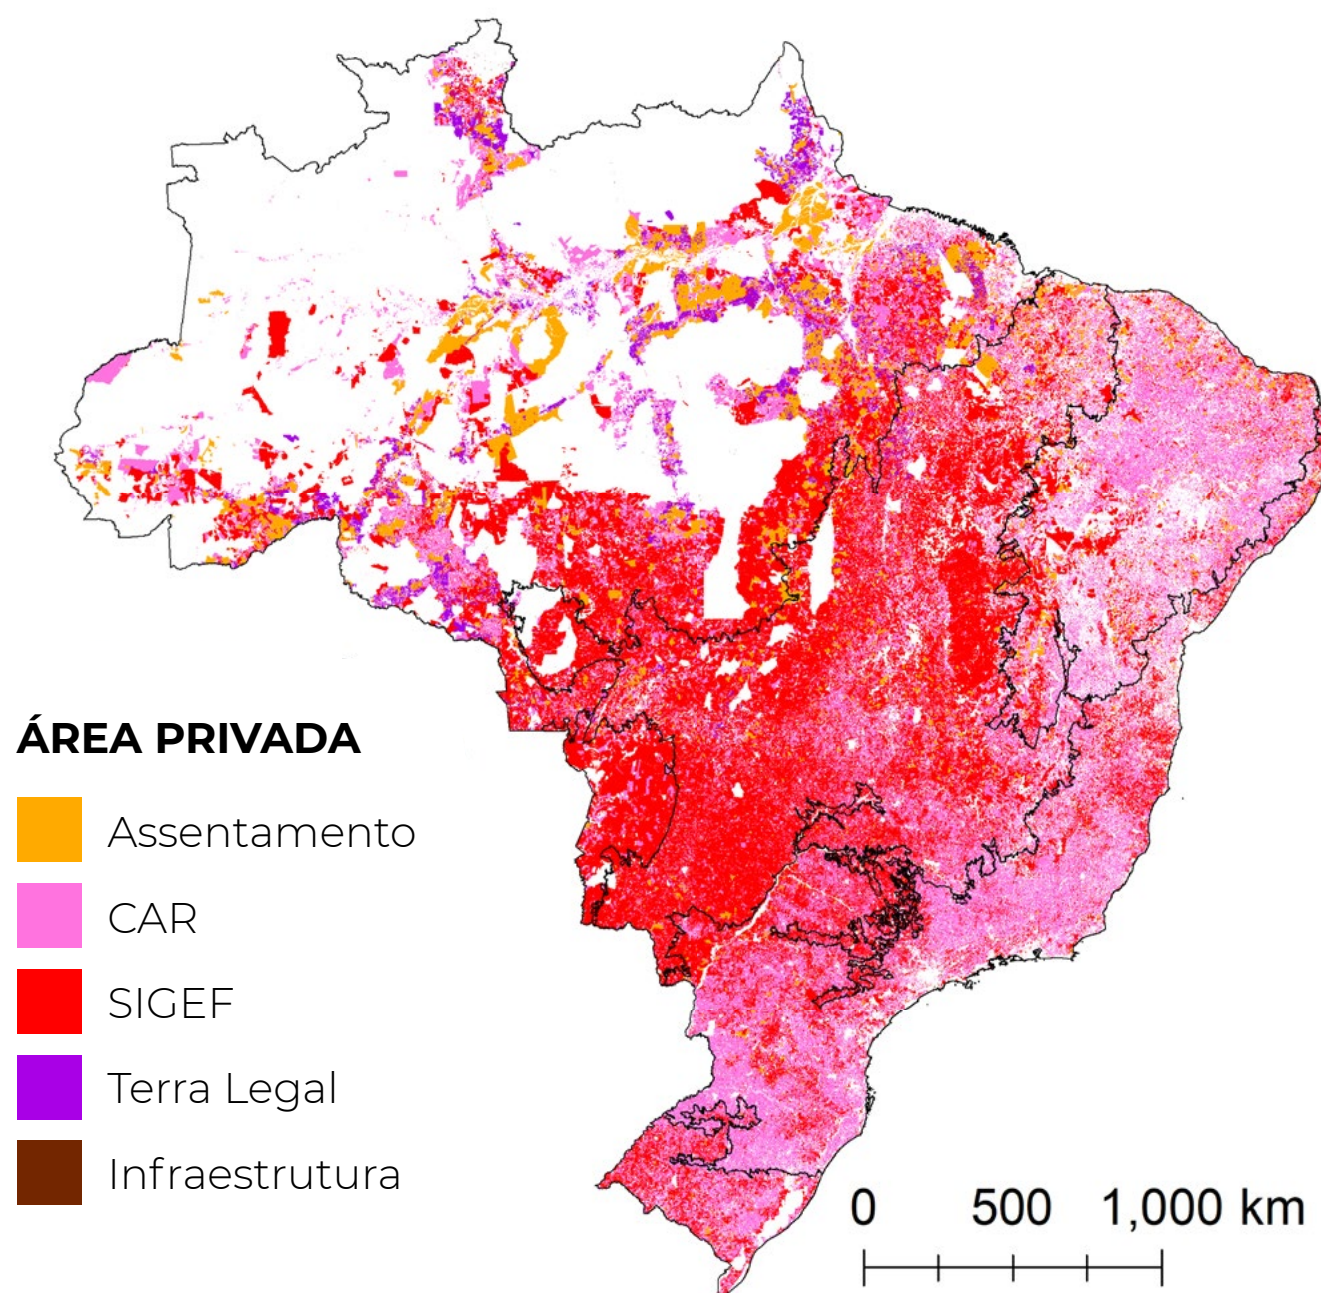 ÁREA PRIVADA
Assentamento
CAR
SIGEF
Terra Legal
Infraestrutura
0 500 1,000 km